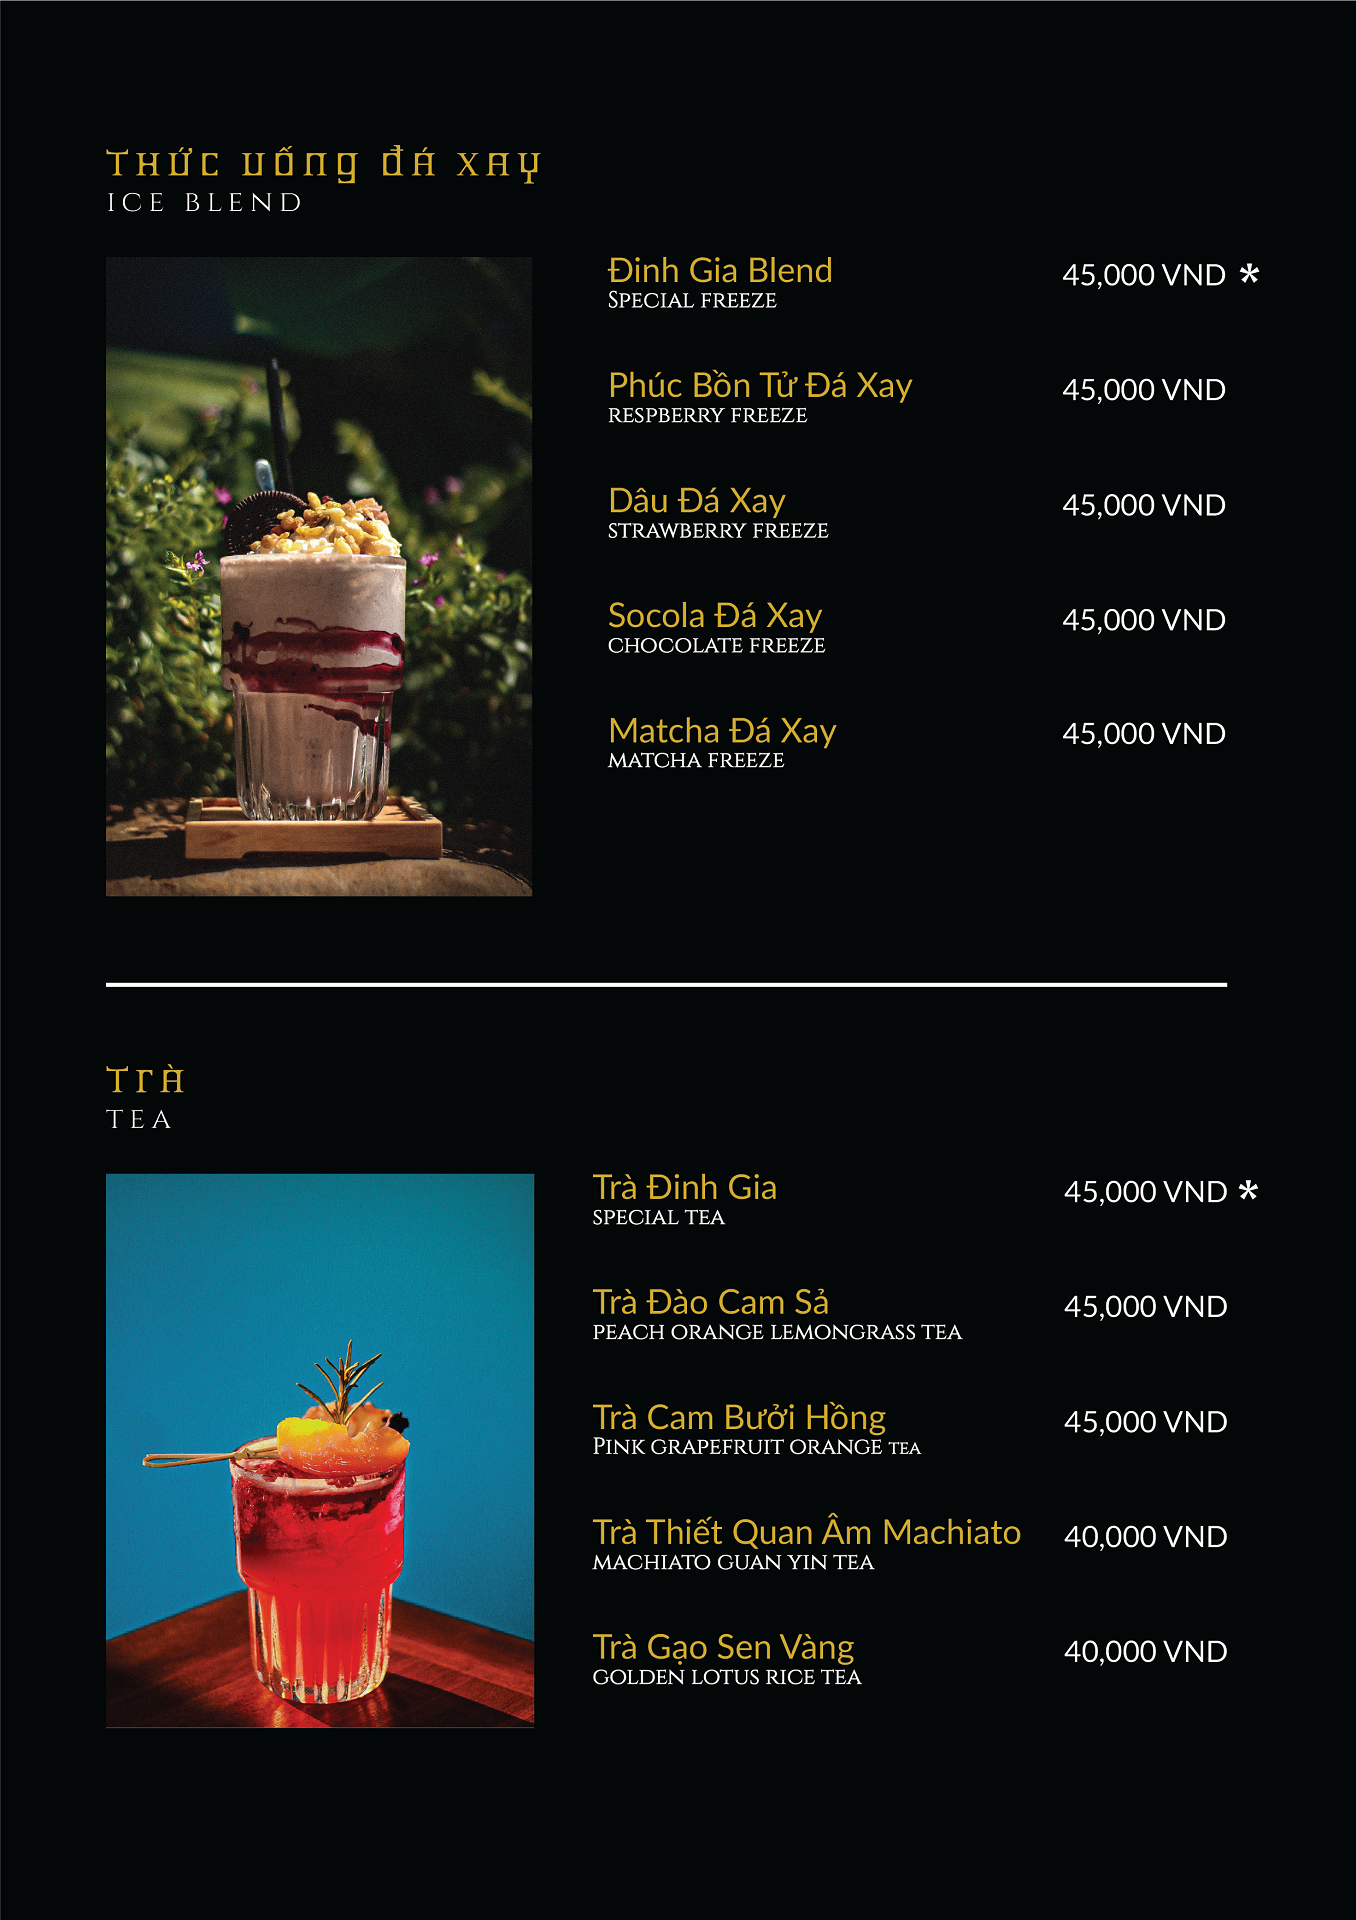 THỨC UỐNG ĐÁ XAY
ICE BLEND
Đinh Gia Blend 45,000 VND *
SPECIAL FREEZE
Phúc Bồn Tử Đá Xay 45,000 VND
RESPBERRY FREEZE
Dâu Đá Xay 45,000 VND
STRAWBERRY FREEZE
Socola Đá Xay 45,000 VND
CHOCOLATE FREEZE
Matcha Đá Xay 45,000 VND
MATCHA FREEZE
TRÀ
TEA
Trà Đinh Gia 45,000 VND *
SPECIAL TEA
Trà Đào Cam Sả 45,000 VND
PEACH ORANGE LEMONGRASS TEA
Trà Cam Bưởi Hồng 45,000 VND
PINK GRAPEFRUIT ORANGE TEA
Trà Thiết Quan Âm Machiato 40,000 VND
MACHIATO GUAN YIN TEA
Trà Gạo Sen Vàng 40,000 VND
GOLDEN LOTUS RICE TEA